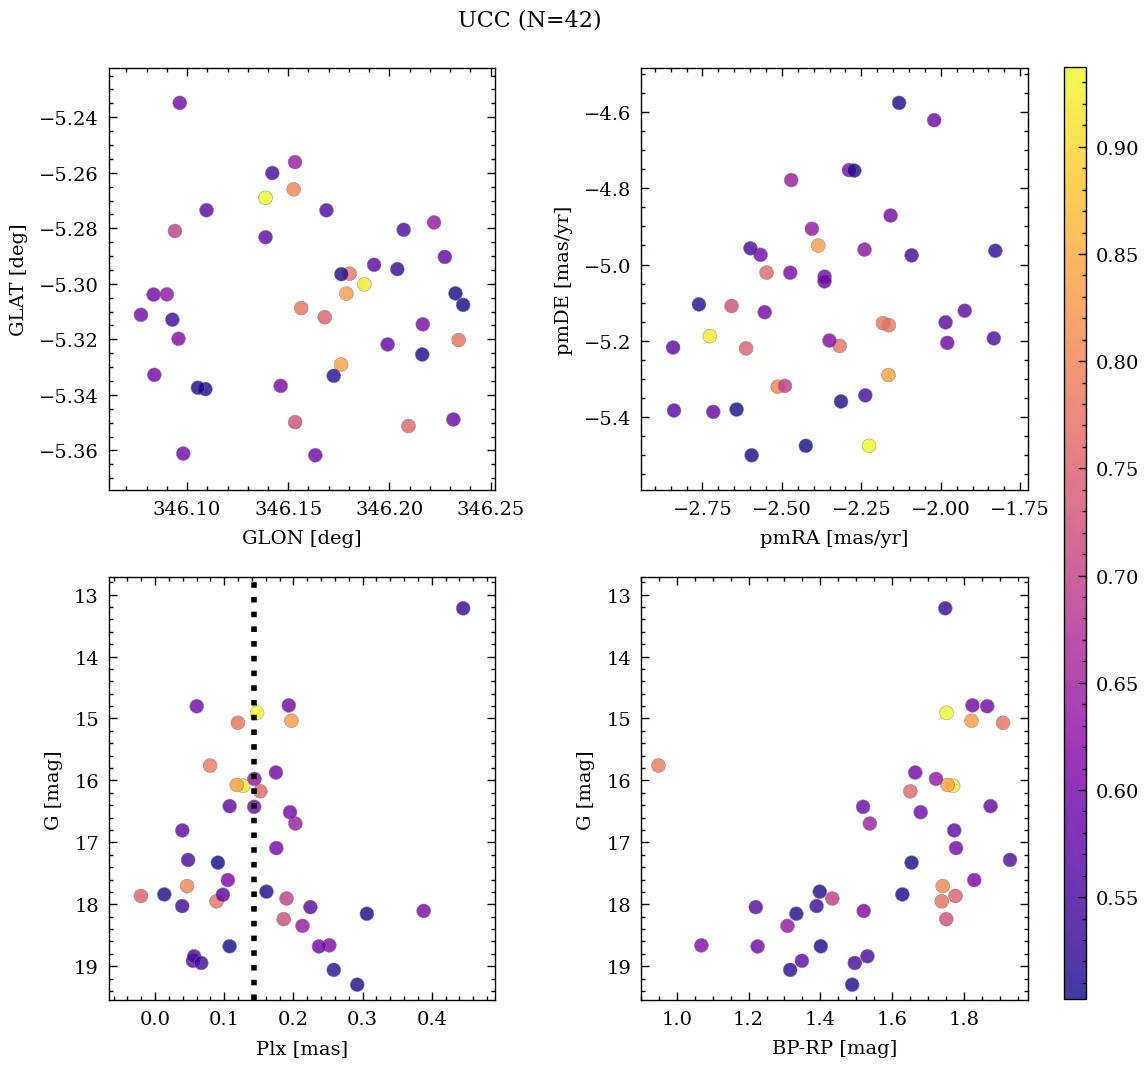 UCC (N=42)
−5.24
−5.26
−5.28
−5.30
−5.32
−5.34
−5.36
GLAT [deg]
346.10 346.15 346.20 346.25
GLON [deg]
−4.6
−4.8
−5.0
−5.2
−5.4
pmDE [mas/yr]
−2.75 −2.50 −2.25 −2.00 −1.75
pmRA [mas/yr]
13
14
15
16
17
18
19
G [mag]
0.0 0.1 0.2 0.3 0.4
Plx [mas]
13
14
15
16
17
18
19
G [mag]
1.0 1.2 1.4 1.6 1.8
BP-RP [mag]
0.90
0.85
0.80
0.75
0.70
0.65
0.60
0.55